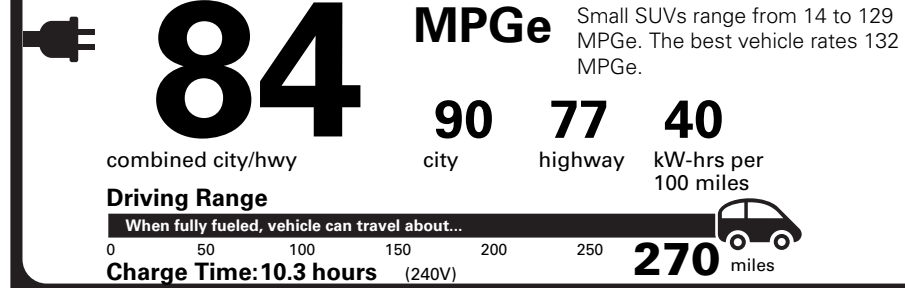 84
MPGe
Small SUVs range from 14 to 129
MPGe. The best vehicle rates 132
MPGe.
90 77 40
combined city/hwy city highway kW-hrs per
100 miles
Driving Range
When fully fueled, vehicle can travel about...
0 50 100 150 200 250 270 miles
Charge Time: 10.3 hours (240V)